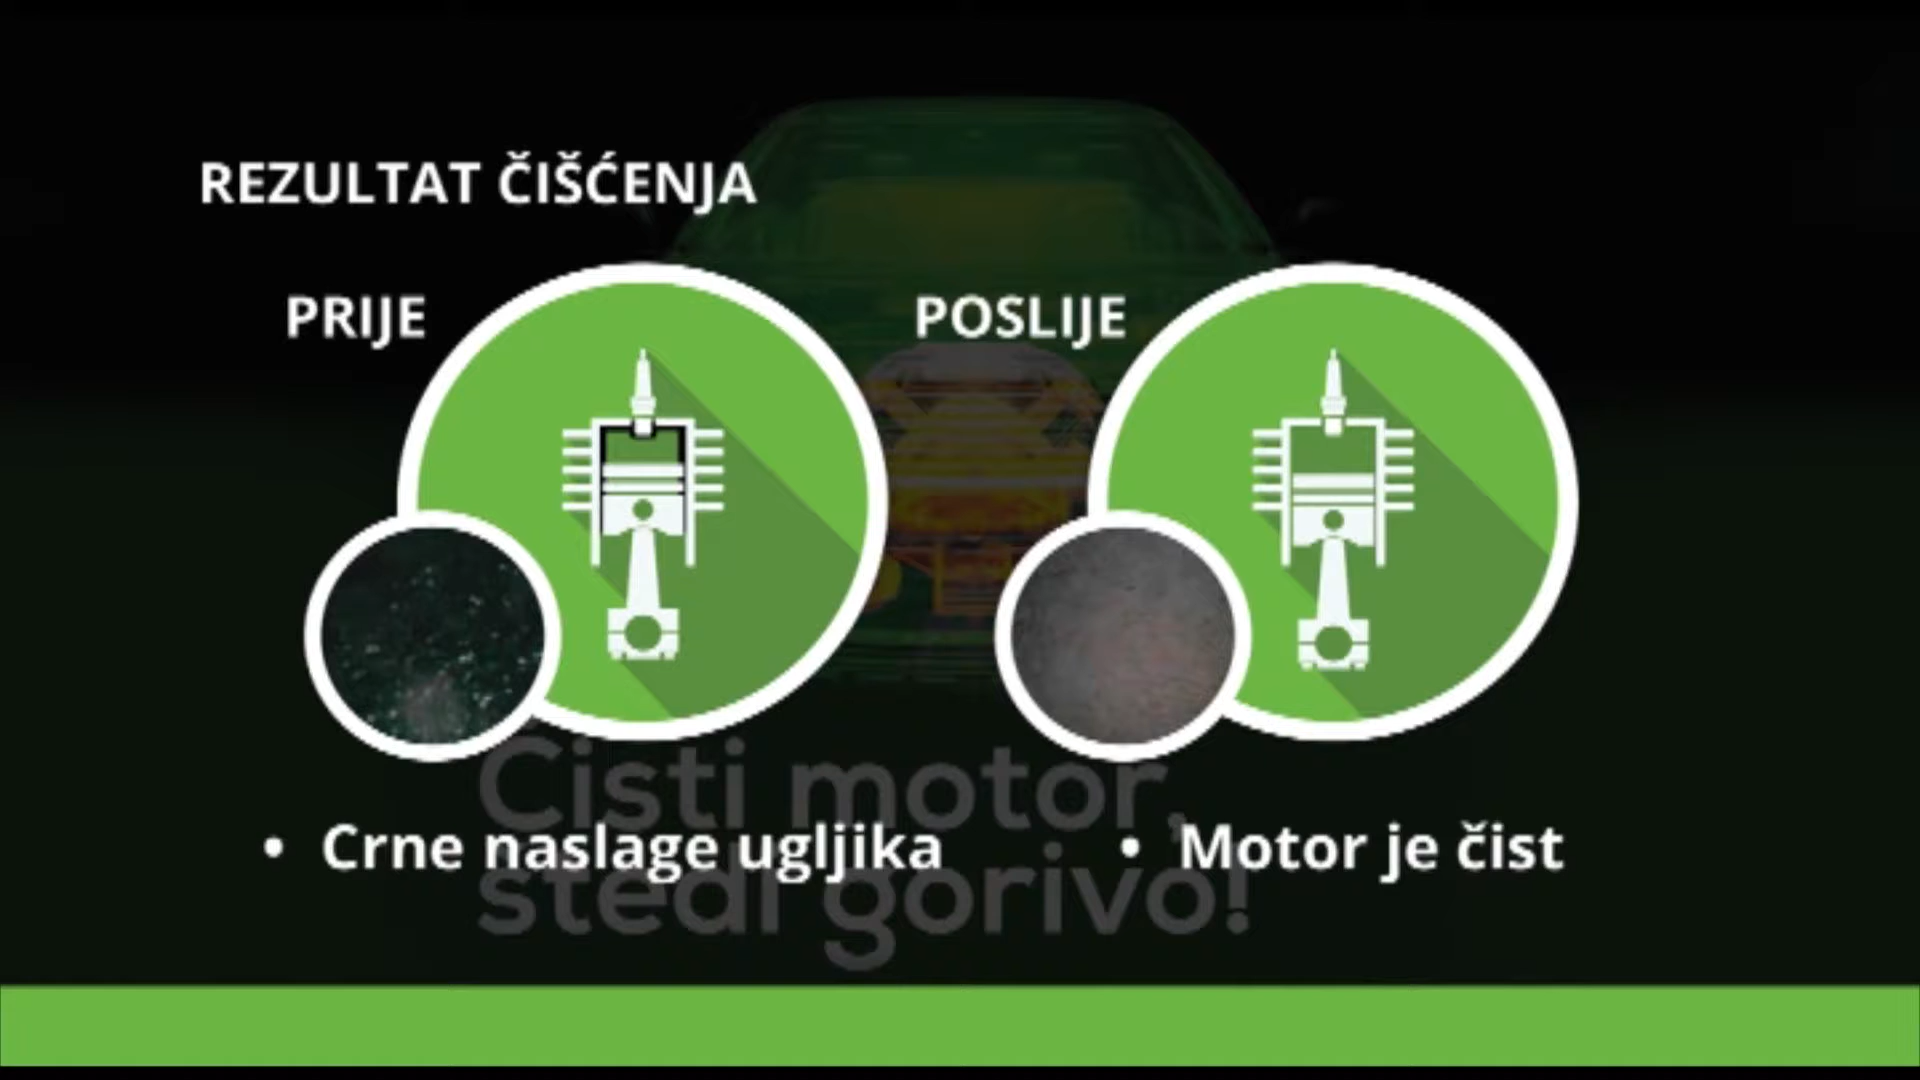 REZULTAT ČIŠĆENJA
PRIJE
POSLIJE
• Crne naslage ugljika
• Motor je čist
Čisti motor,
štedi gorivo!